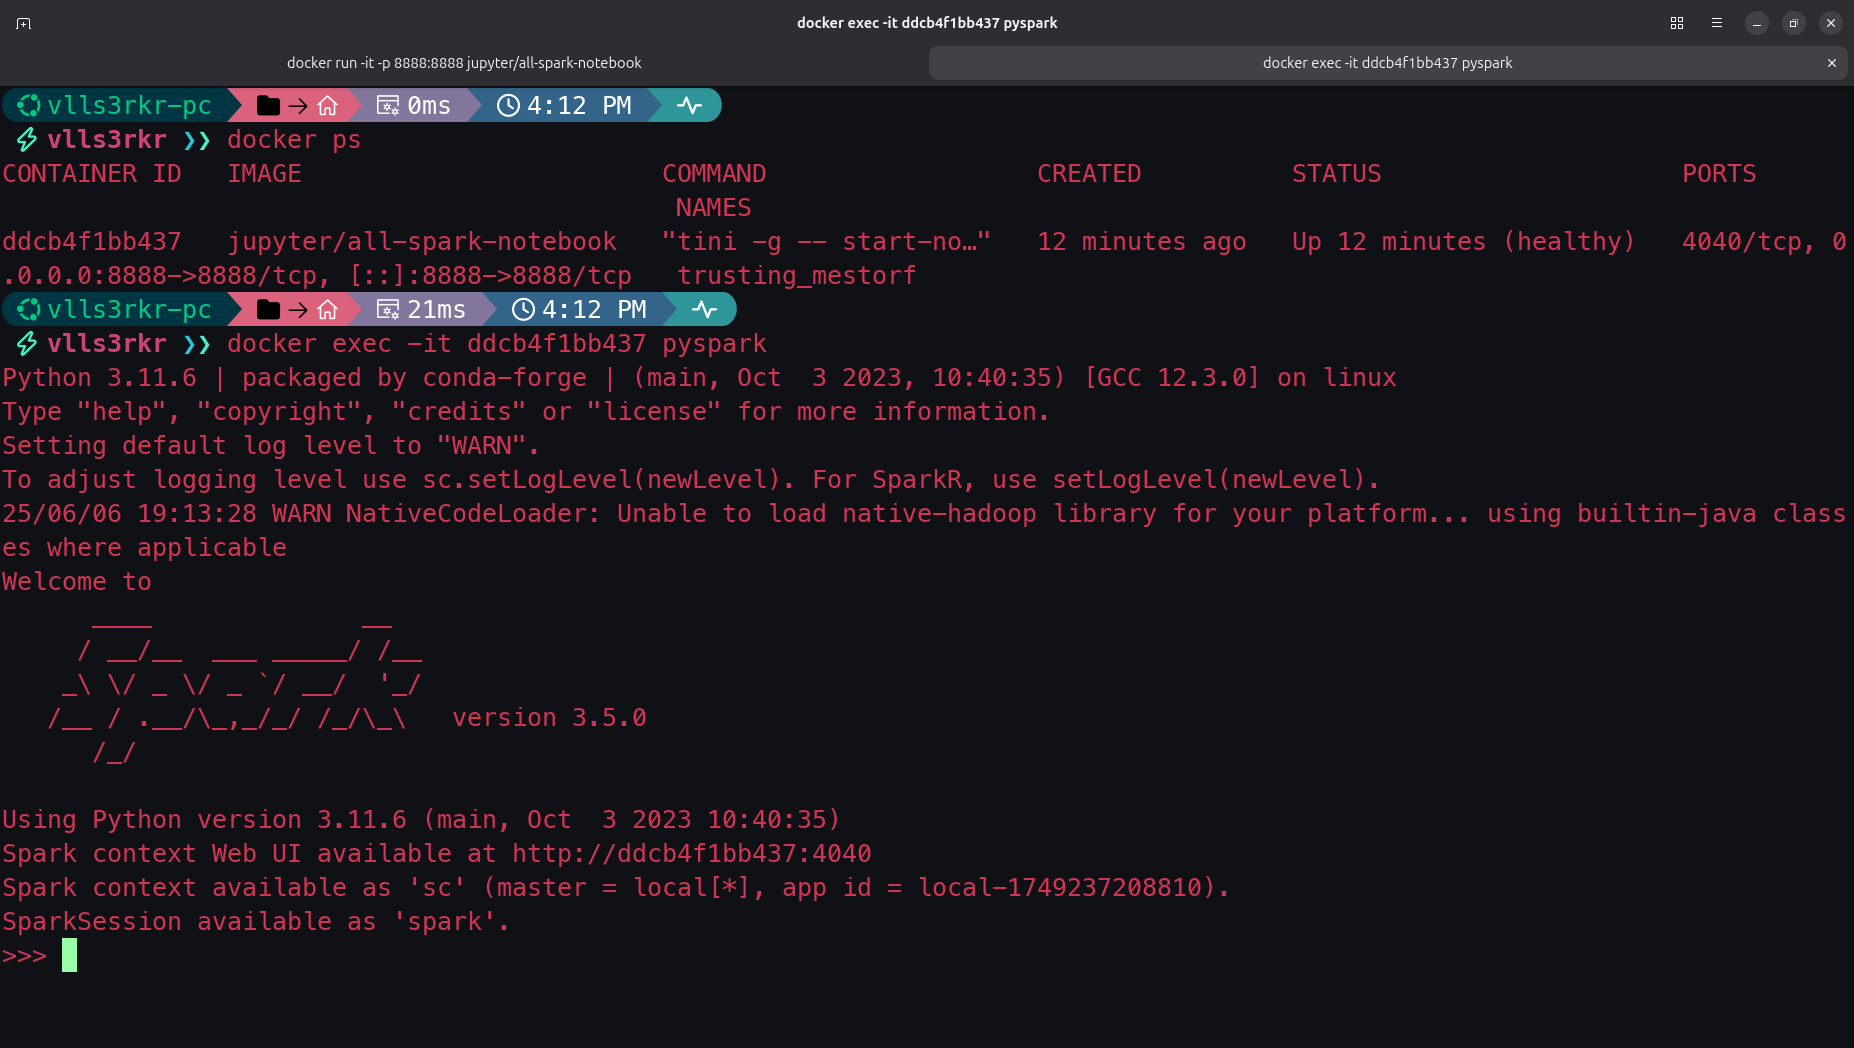 docker exec -it ddcb4f1bb437 pyspark
docker run -it -p 8888:8888 jupyter/all-spark-notebook
docker exec -it ddcb4f1bb437 pyspark
vlls3rkr-pc 0ms 4:12 PM
vlls3rkr ❯❯ docker ps
CONTAINER ID   IMAGE                        COMMAND                  CREATED          STATUS                    PORTS
NAMES
ddcb4f1bb437   jupyter/all-spark-notebook   "tini -g -- start-no…"   12 minutes ago   Up 12 minutes (healthy)   4040/tcp, 0
.0.0.0:8888->8888/tcp, [::]:8888->8888/tcp   trusting_mestorf
vlls3rkr-pc 21ms 4:12 PM
vlls3rkr ❯❯ docker exec -it ddcb4f1bb437 pyspark
Python 3.11.6 | packaged by conda-forge | (main, Oct  3 2023, 10:40:35) [GCC 12.3.0] on linux
Type "help", "copyright", "credits" or "license" for more information.
Setting default log level to "WARN".
To adjust logging level use sc.setLogLevel(newLevel). For SparkR, use setLogLevel(newLevel).
25/06/06 19:13:28 WARN NativeCodeLoader: Unable to load native-hadoop library for your platform... using builtin-java class
es where applicable
Welcome to
      ____              __
     / __/__  ___ _____/ /__
    _\ \/ _ \/ _ `/ __/  '_/
   /__ / .__/\_,_/_/ /_/\_\   version 3.5.0
      /_/
Using Python version 3.11.6 (main, Oct  3 2023 10:40:35)
Spark context Web UI available at http://ddcb4f1bb437:4040
Spark context available as 'sc' (master = local[*], app id = local-1749237208810).
SparkSession available as 'spark'.
>>>